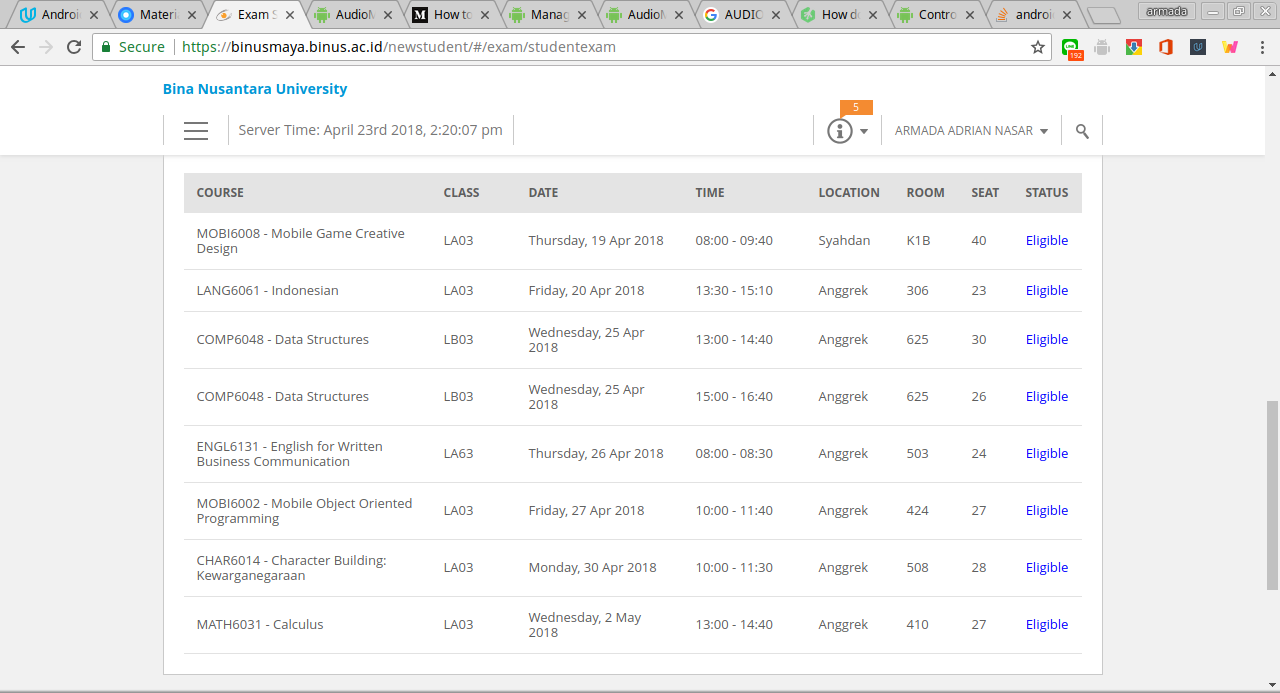 Androi
Materi
Exam S
AudioM
How to
Manag
AudioM
AUDIO
How do
Contro
androi
armada
Secure https://binusmaya.binus.ac.id/newstudent/#/exam/studentexam
192
Bina Nusantara University
5
Server Time: April 23rd 2018, 2:20:07 pm
ARMADA ADRIAN NASAR
COURSE CLASS DATE TIME LOCATION ROOM SEAT STATUS
MOBI6008 - Mobile Game Creative
Design
LA03
Thursday, 19 Apr 2018
08:00 - 09:40
Syahdan
K1B
40
Eligible
LANG6061 - Indonesian
LA03
Friday, 20 Apr 2018
13:30 - 15:10
Anggrek
306
23
Eligible
COMP6048 - Data Structures
LB03
Wednesday, 25 Apr
2018
13:00 - 14:40
Anggrek
625
30
Eligible
COMP6048 - Data Structures
LB03
Wednesday, 25 Apr
2018
15:00 - 16:40
Anggrek
625
26
Eligible
ENGL6131 - English for Written
Business Communication
LA63
Thursday, 26 Apr 2018
08:00 - 08:30
Anggrek
503
24
Eligible
MOBI6002 - Mobile Object Oriented
Programming
LA03
Friday, 27 Apr 2018
10:00 - 11:40
Anggrek
424
27
Eligible
CHAR6014 - Character Building:
Kewarganegaraan
LA03
Monday, 30 Apr 2018
10:00 - 11:30
Anggrek
508
28
Eligible
MATH6031 - Calculus
LA03
Wednesday, 2 May
2018
13:00 - 14:40
Anggrek
410
27
Eligible